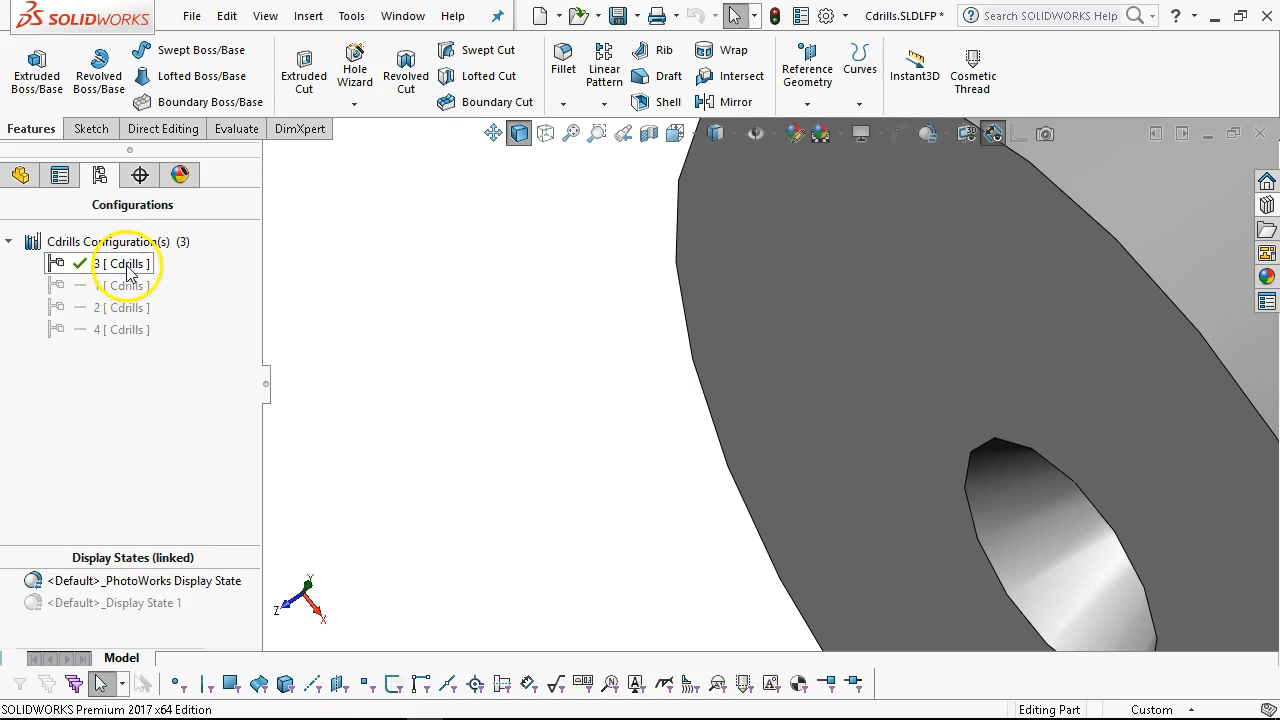 SOLIDWORKS File Edit View Insert Tools Window Help Cdrills.SLDLFP * Search SOLIDWORKS Help ?
Extruded Boss/Base
Revolved Boss/Base
Swept Boss/Base
Lofted Boss/Base
Boundary Boss/Base
Extruded Cut
Hole Wizard
Revolved Cut
Swept Cut
Lofted Cut
Boundary Cut
Fillet
Linear Pattern
Rib
Draft
Shell
Wrap
Intersect
Mirror
Reference Geometry
Curves
Instant3D
Cosmetic Thread
Features Sketch Direct Editing Evaluate DimXpert
Configurations
Cdrills Configuration(s) (3)
3 [ Cdrills ]
1 [ Cdrills ]
2 [ Cdrills ]
4 [ Cdrills ]
Display States (linked)
<Default>_PhotoWorks Display State
<Default>_Display State 1
Y
Z
X
Model
SOLIDWORKS Premium 2017 x64 Edition Editing Part Custom